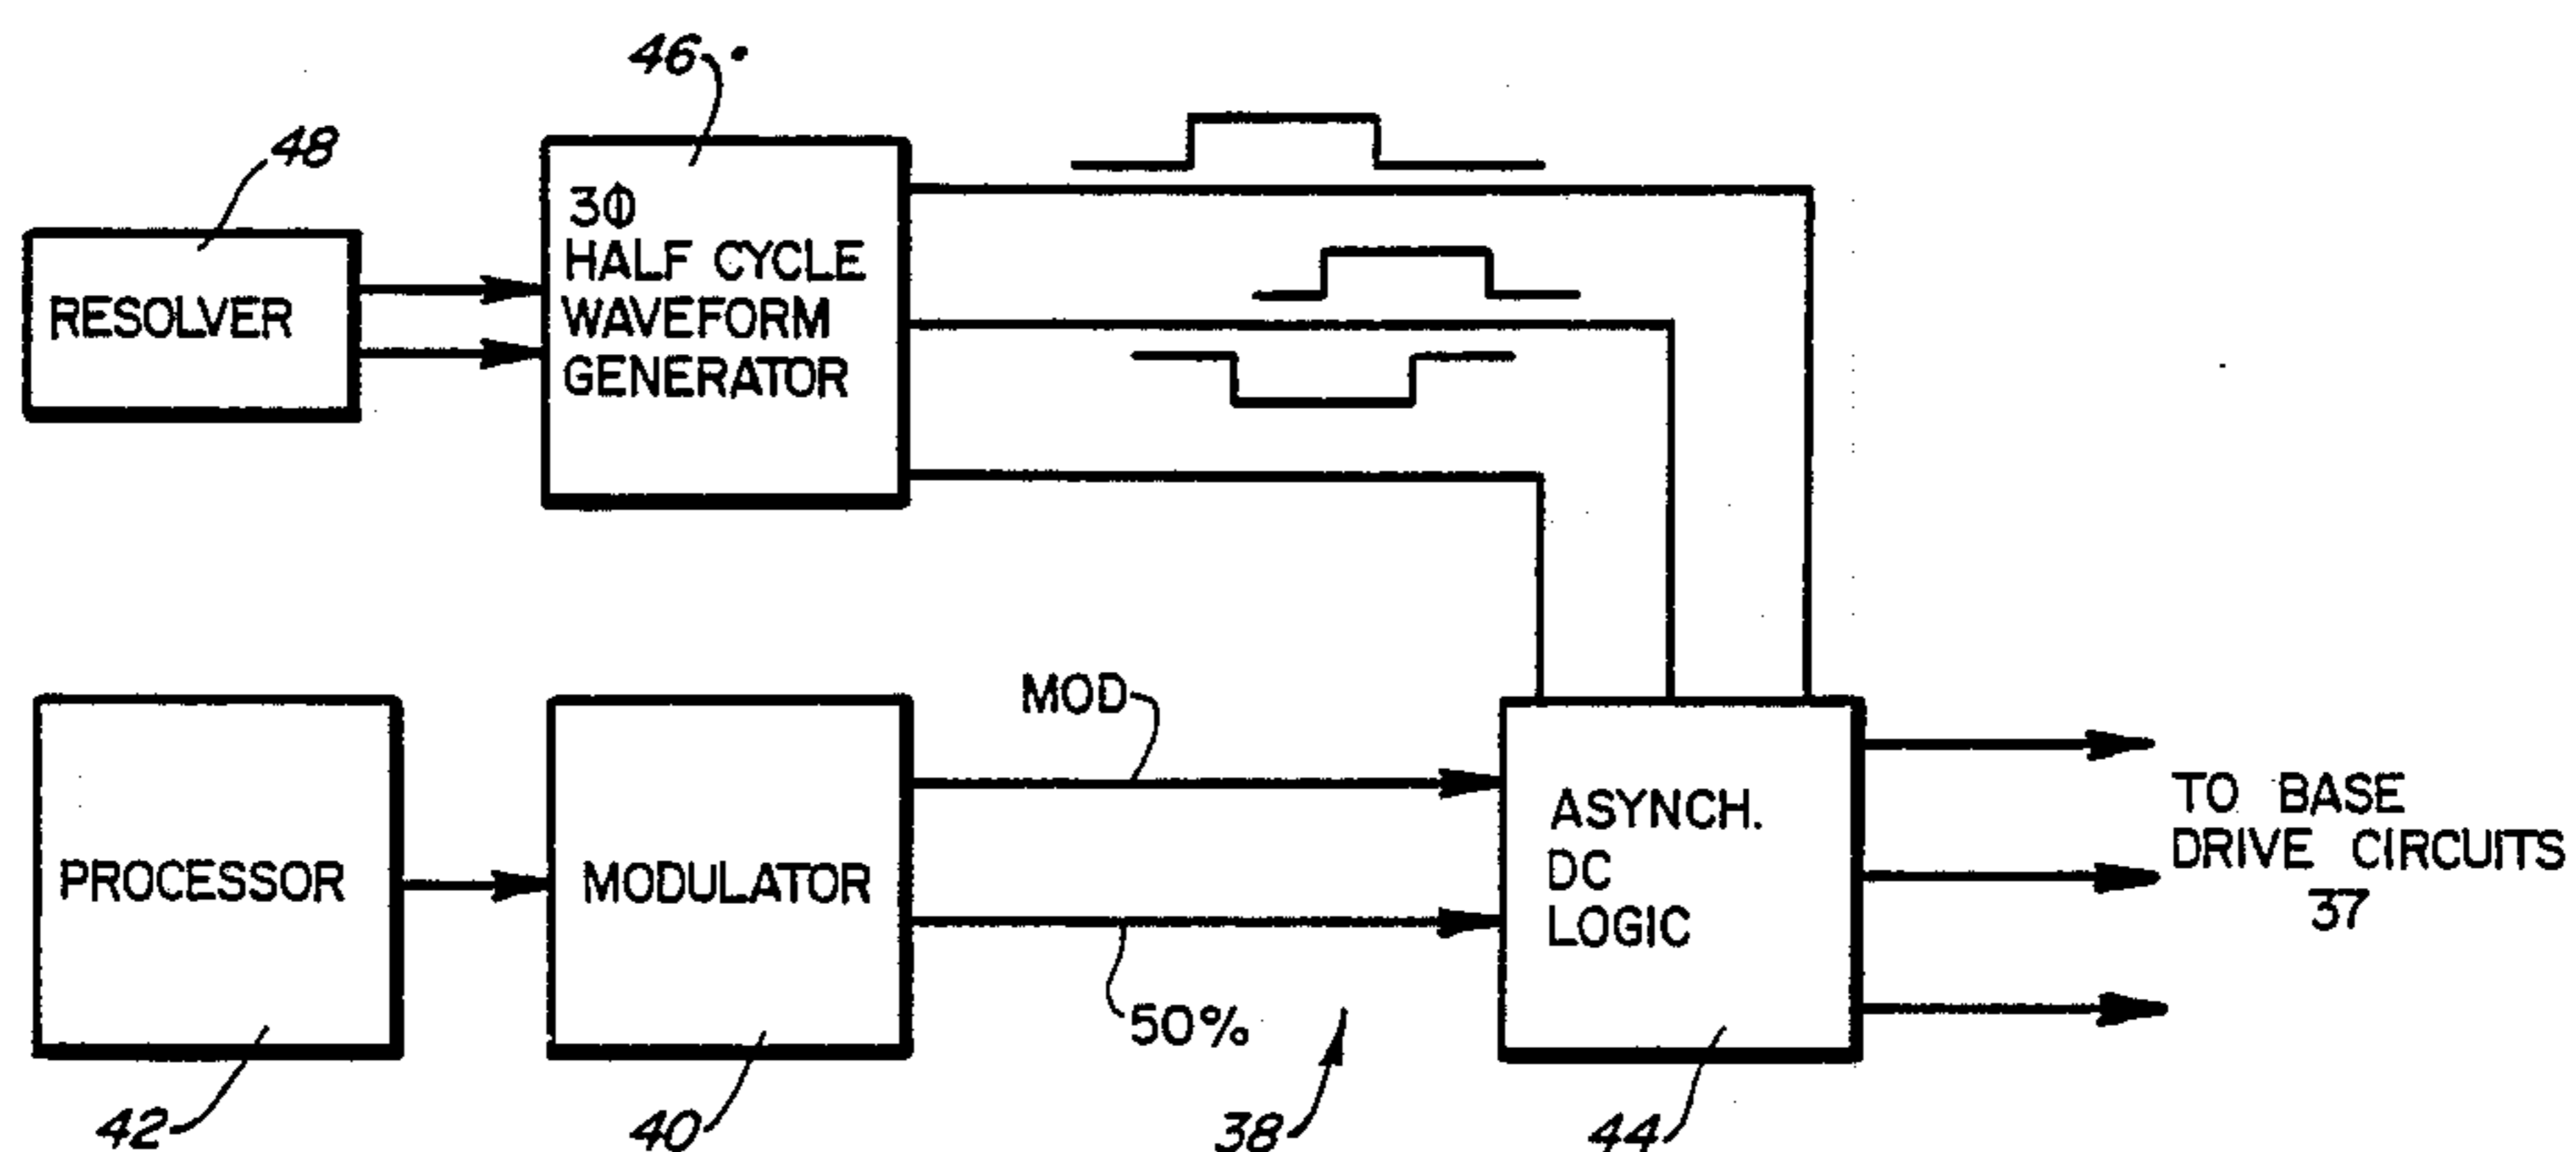 46
48
3Φ
HALF CYCLE
WAVEFORM
GENERATOR
RESOLVER
MOD
PROCESSOR
MODULATOR
ASYNCH.
DC
LOGIC
TO BASE
DRIVE CIRCUITS
37
50%
42
40
38
44